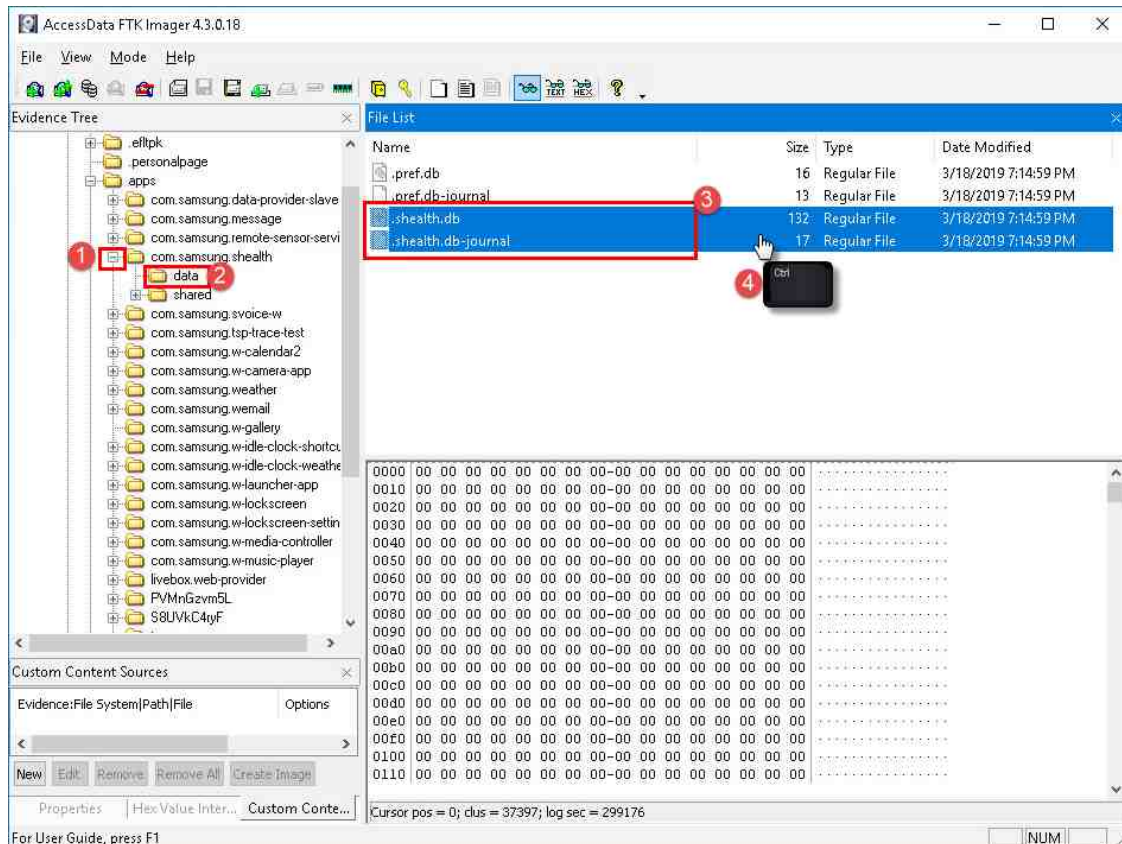 AccessData FTK Imager 4.3.0.18
File View Mode Help
TEXT HEX
Evidence Tree
.efltpk
.personalpage
apps
com.samsung.data-provider-slave
com.samsung.message
com.samsung.remote-sensor-servi
1
com.samsung.shealth
data 2
shared
com.samsung.svoice-w
com.samsung.tsp-trace-test
com.samsung.w-calendar2
com.samsung.w-camera-app
com.samsung.weather
com.samsung.wemail
com.samsung.w-gallery
com.samsung.w-idle-clock-shortcu
com.samsung.w-idle-clock-weathe
com.samsung.w-launcher-app
com.samsung.w-lockscreen
com.samsung.w-lockscreen-settin
com.samsung.w-media-controller
com.samsung.w-music-player
livebox.web-provider
PVMnGzvm5L
S8UVkC4ryF
Custom Content Sources
Evidence:File System|Path|File Options
New Edit Remove Remove All Create Image
Properties Hex Value Inter... Custom Conte...
File List
Name Size Type Date Modified
.pref.db 16 Regular File 3/18/2019 7:14:59 PM
.pref.db-journal 13 Regular File 3/18/2019 7:14:59 PM
3
.shealth.db 132 Regular File 3/18/2019 7:14:59 PM
.shealth.db-journal 17 Regular File 3/18/2019 7:14:59 PM
4 Ctrl
0000 00 00 00 00 00 00 00 00-00 00 00 00 00 00 00 00 ................
0010 00 00 00 00 00 00 00 00-00 00 00 00 00 00 00 00 ................
0020 00 00 00 00 00 00 00 00-00 00 00 00 00 00 00 00 ................
0030 00 00 00 00 00 00 00 00-00 00 00 00 00 00 00 00 ................
0040 00 00 00 00 00 00 00 00-00 00 00 00 00 00 00 00 ................
0050 00 00 00 00 00 00 00 00-00 00 00 00 00 00 00 00 ................
0060 00 00 00 00 00 00 00 00-00 00 00 00 00 00 00 00 ................
0070 00 00 00 00 00 00 00 00-00 00 00 00 00 00 00 00 ................
0080 00 00 00 00 00 00 00 00-00 00 00 00 00 00 00 00 ................
0090 00 00 00 00 00 00 00 00-00 00 00 00 00 00 00 00 ................
00a0 00 00 00 00 00 00 00 00-00 00 00 00 00 00 00 00 ................
00b0 00 00 00 00 00 00 00 00-00 00 00 00 00 00 00 00 ................
00c0 00 00 00 00 00 00 00 00-00 00 00 00 00 00 00 00 ................
00d0 00 00 00 00 00 00 00 00-00 00 00 00 00 00 00 00 ................
00e0 00 00 00 00 00 00 00 00-00 00 00 00 00 00 00 00 ................
00f0 00 00 00 00 00 00 00 00-00 00 00 00 00 00 00 00 ................
0100 00 00 00 00 00 00 00 00-00 00 00 00 00 00 00 00 ................
0110 00 00 00 00 00 00 00 00-00 00 00 00 00 00 00 00 ................
Cursor pos = 0; clus = 37397; log sec = 299176
For User Guide, press F1
NUM